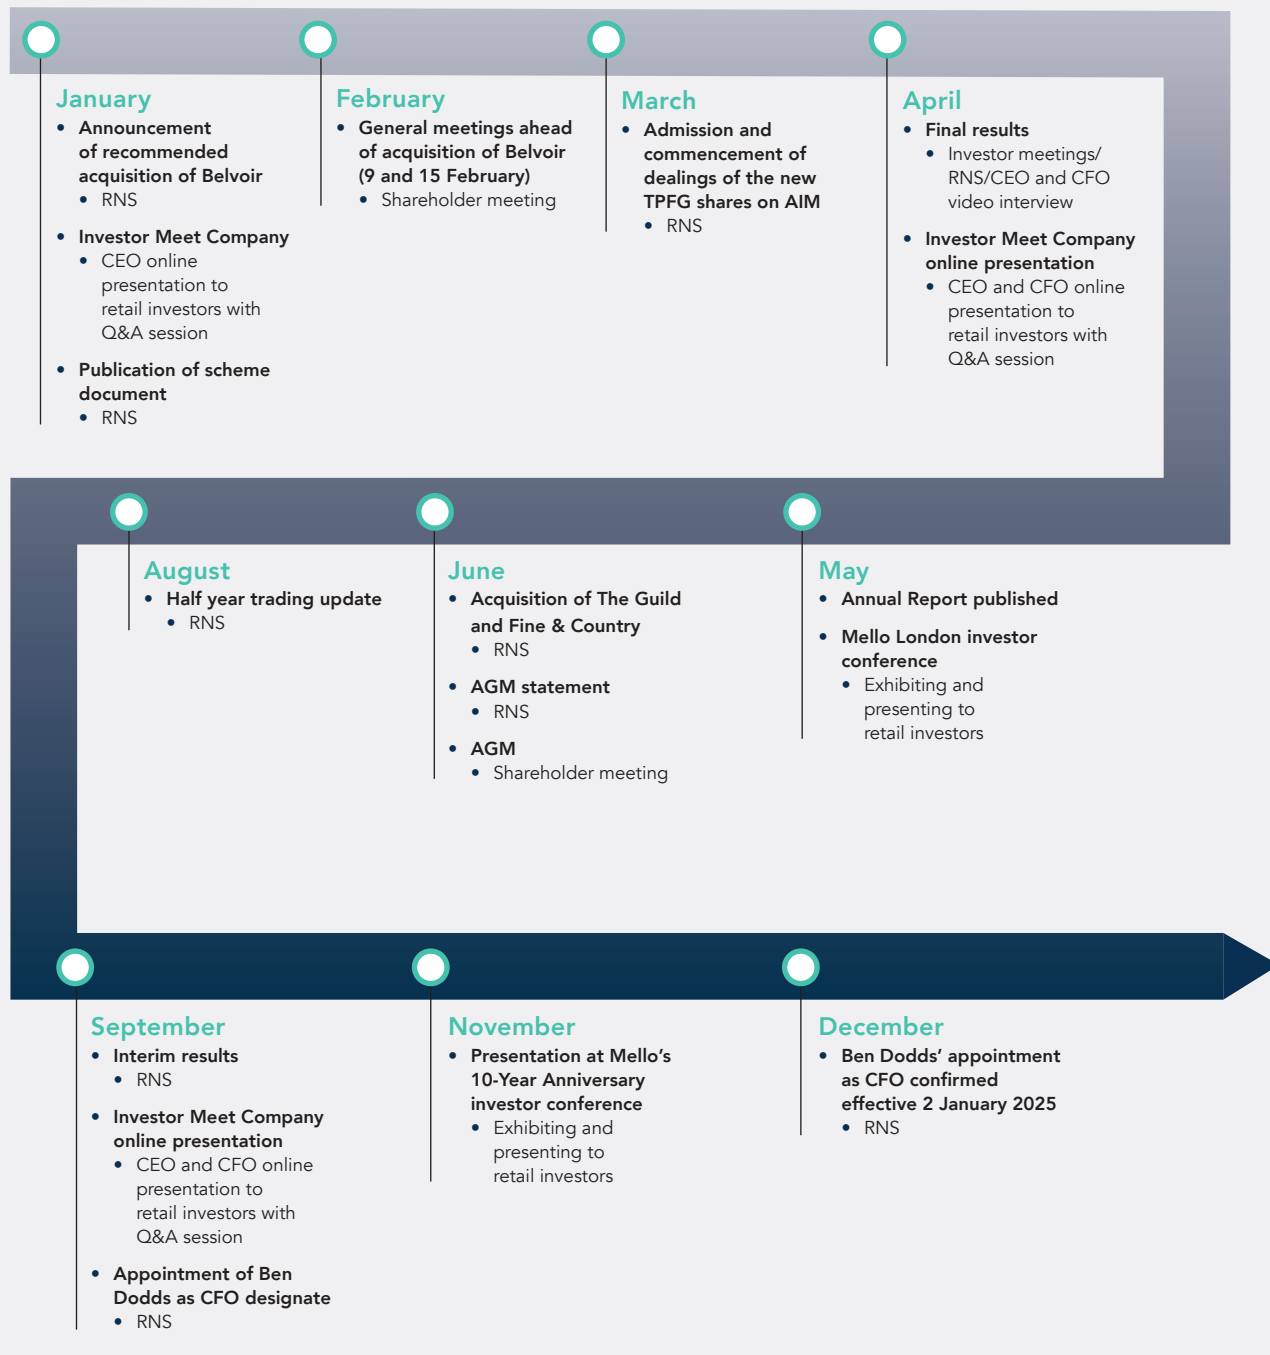 January
• Announcement
of recommended
acquisition of Belvoir
• RNS
• Investor Meet Company
• CEO online
presentation to
retail investors with
Q&A session
• Publication of scheme
document
• RNS
February
• General meetings ahead
of acquisition of Belvoir
(9 and 15 February)
• Shareholder meeting
March
• Admission and
commencement of
dealings of the new
TPFG shares on AIM
• RNS
April
• Final results
• Investor meetings/
RNS/CEO and CFO
video interview
• Investor Meet Company
online presentation
• CEO and CFO online
presentation to
retail investors with
Q&A session
May
• Annual Report published
• Mello London investor
conference
• Exhibiting and
presenting to
retail investors
June
• Acquisition of The Guild
and Fine & Country
• RNS
• AGM statement
• RNS
• AGM
• Shareholder meeting
August
• Half year trading update
• RNS
September
• Interim results
• RNS
• Investor Meet Company
online presentation
• CEO and CFO online
presentation to
retail investors with
Q&A session
• Appointment of Ben
Dodds as CFO designate
• RNS
November
• Presentation at Mello’s
10-Year Anniversary
investor conference
• Exhibiting and
presenting to
retail investors
December
• Ben Dodds’ appointment
as CFO confirmed
effective 2 January 2025
• RNS